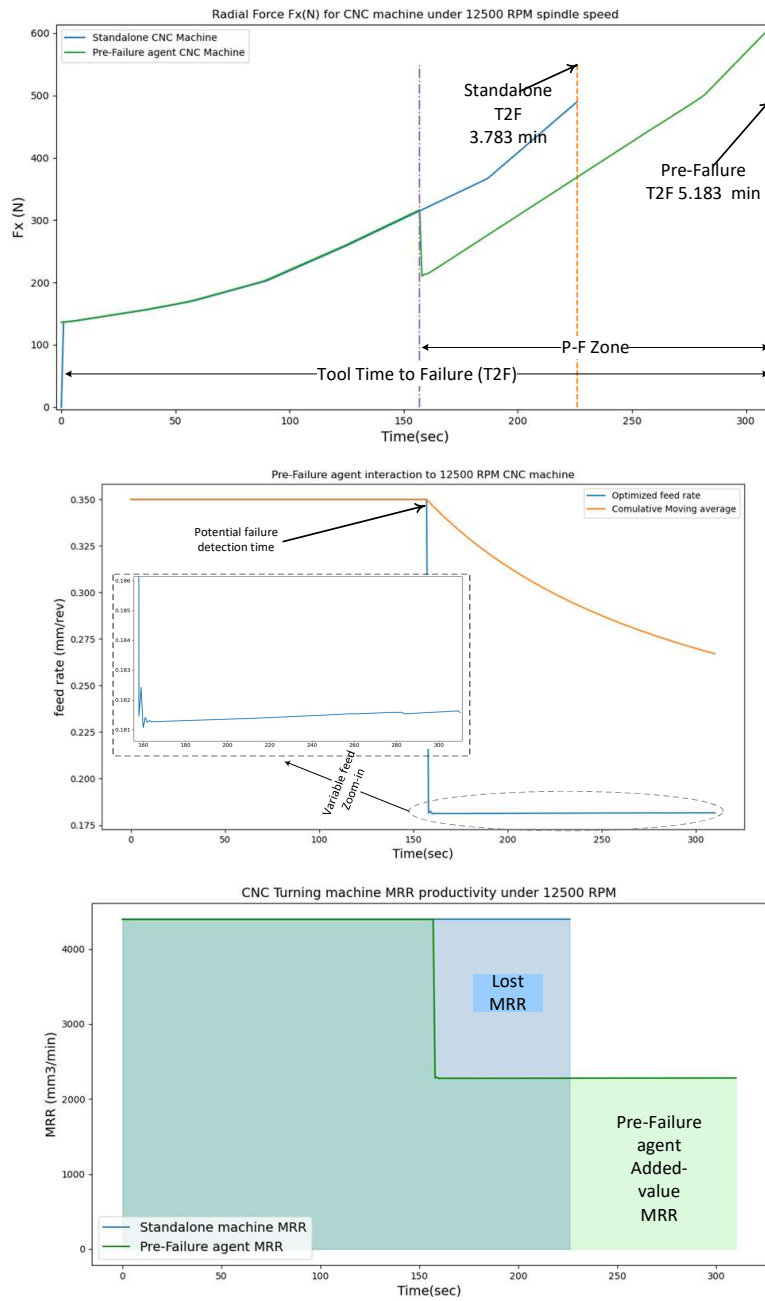 Radial Force Fx(N) for CNC machine under 12500 RPM spindle speed
Standalone CNC Machine
Pre-Failure agent CNC Machine
600
500
400
300
200
100
0
Fx (N)
Standalone
T2F
3.783 min
Pre-Failure
T2F 5.183 min
P-F Zone
Tool Time to Failure (T2F)
0 50 100 150 200 250 300
Time(sec)
Pre-Failure agent interaction to 12500 RPM CNC machine
Optimized feed rate
Comulative Moving average
0.350
0.325
0.300
0.275
0.250
0.225
0.200
0.175
feed rate (mm/rev)
Potential failure
detection time
0.186
0.185
0.184
0.183
0.182
0.181
160 180 200 220 240 260 280 300
Variable feed
Zoom-in
0 50 100 150 200 250 300
Time(sec)
CNC Turning machine MRR productivity under 12500 RPM
4000
3000
2000
1000
0
MRR (mm3/min)
Lost
MRR
Pre-Failure
agent
Added-
value
MRR
Standalone machine MRR
Pre-Failure agent MRR
0 50 100 150 200 250 300
Time(sec)